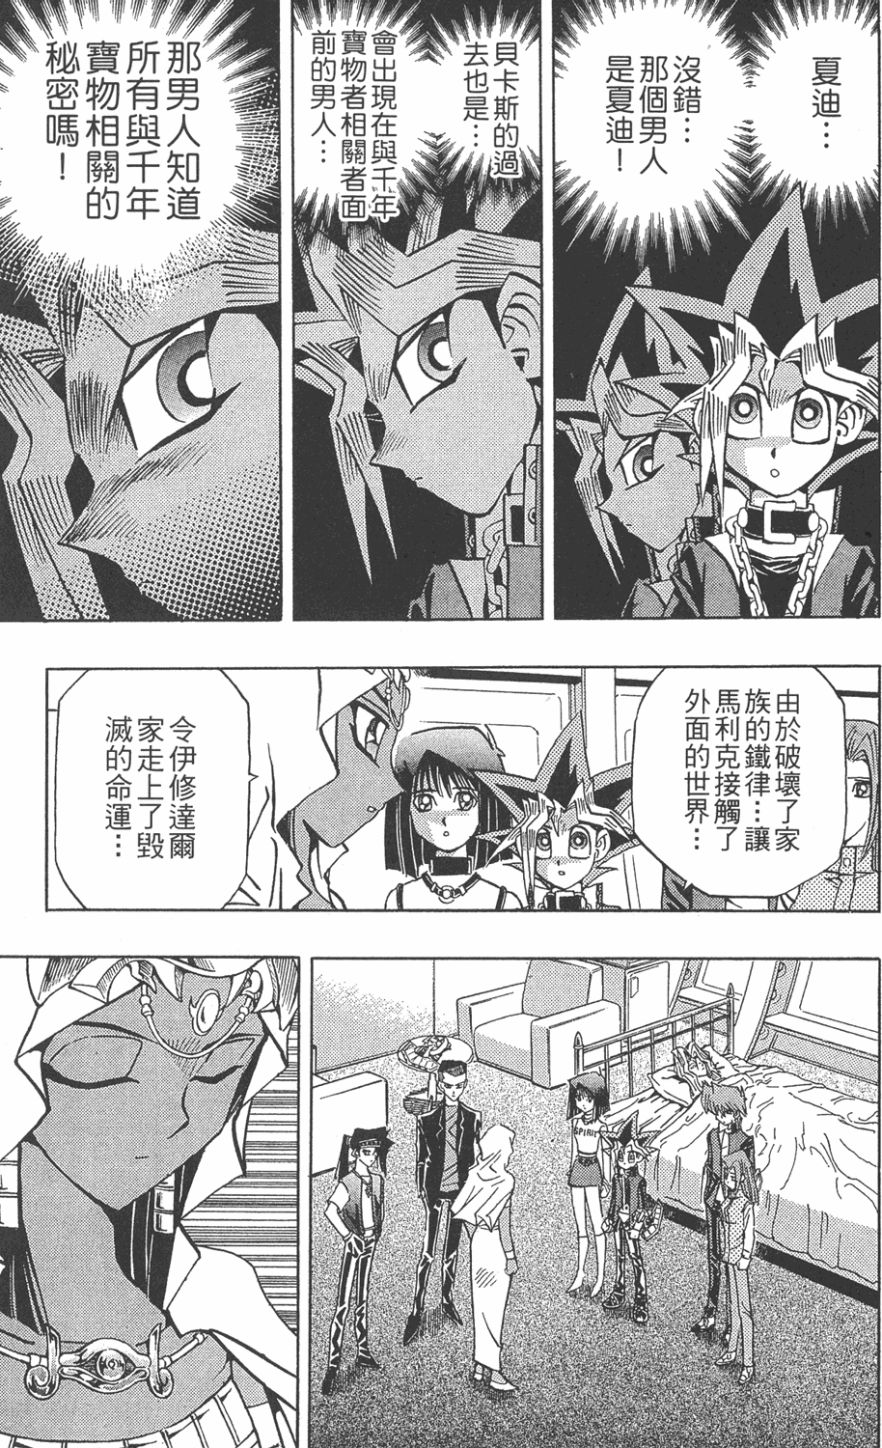 夏迪…
沒錯…
那個男人
是夏迪！
貝卡斯的過
去也是…
會出現在與千年
寶物者相關者面
前的男人…
那男人知道
所有與千年
寶物相關的
秘密嗎！
由於破壞了家
族的鐵律…讓
馬利克接觸了
外面的世界…
令伊修達爾
家走上了毀
滅的命運…
SPIRIT